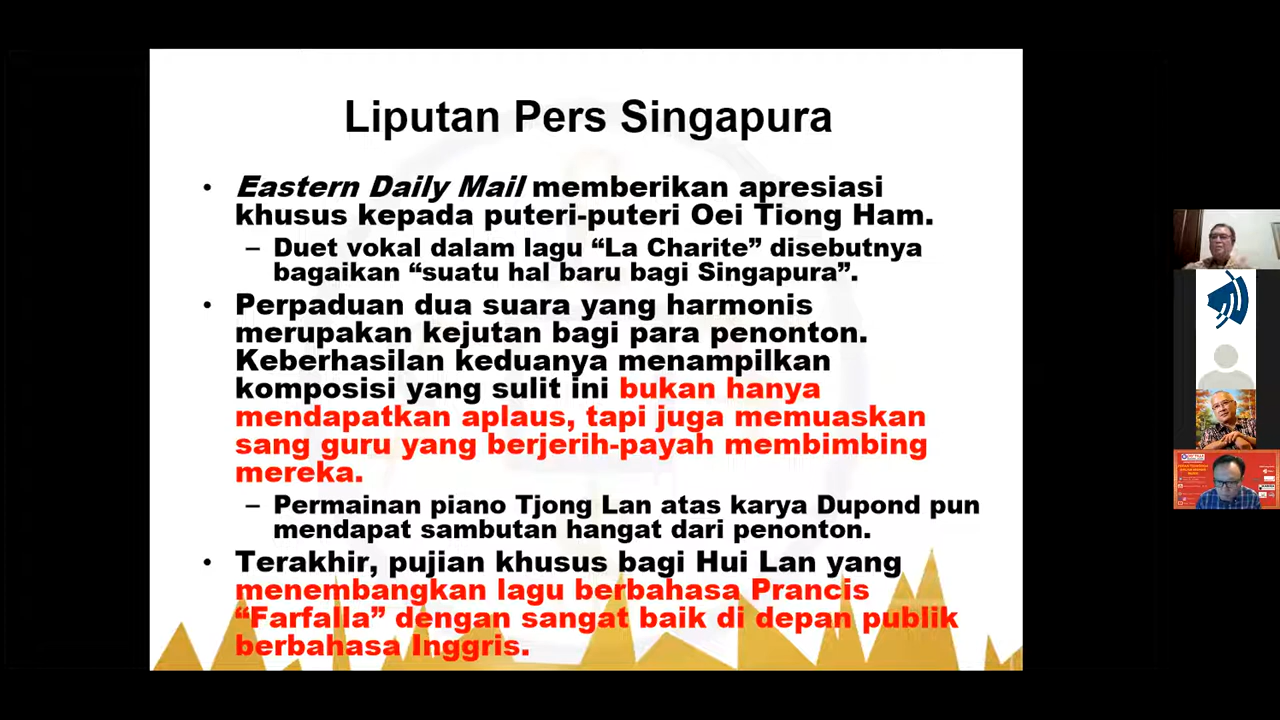 Liputan Pers Singapura
• Eastern Daily Mail memberikan apresiasi
khusus kepada puteri-puteri Oei Tiong Ham.
– Duet vokal dalam lagu “La Charite” disebutnya
bagaikan “suatu hal baru bagi Singapura”.
• Perpaduan dua suara yang harmonis
merupakan kejutan bagi para penonton.
Keberhasilan keduanya menampilkan
komposisi yang sulit ini bukan hanya
mendapatkan aplaus, tapi juga memuaskan
sang guru yang berjerih-payah membimbing
mereka.
– Permainan piano Tjong Lan atas karya Dupond pun
mendapat sambutan hangat dari penonton.
• Terakhir, pujian khusus bagi Hui Lan yang
menembangkan lagu berbahasa Prancis
“Farfalla” dengan sangat baik di depan publik
berbahasa Inggris.